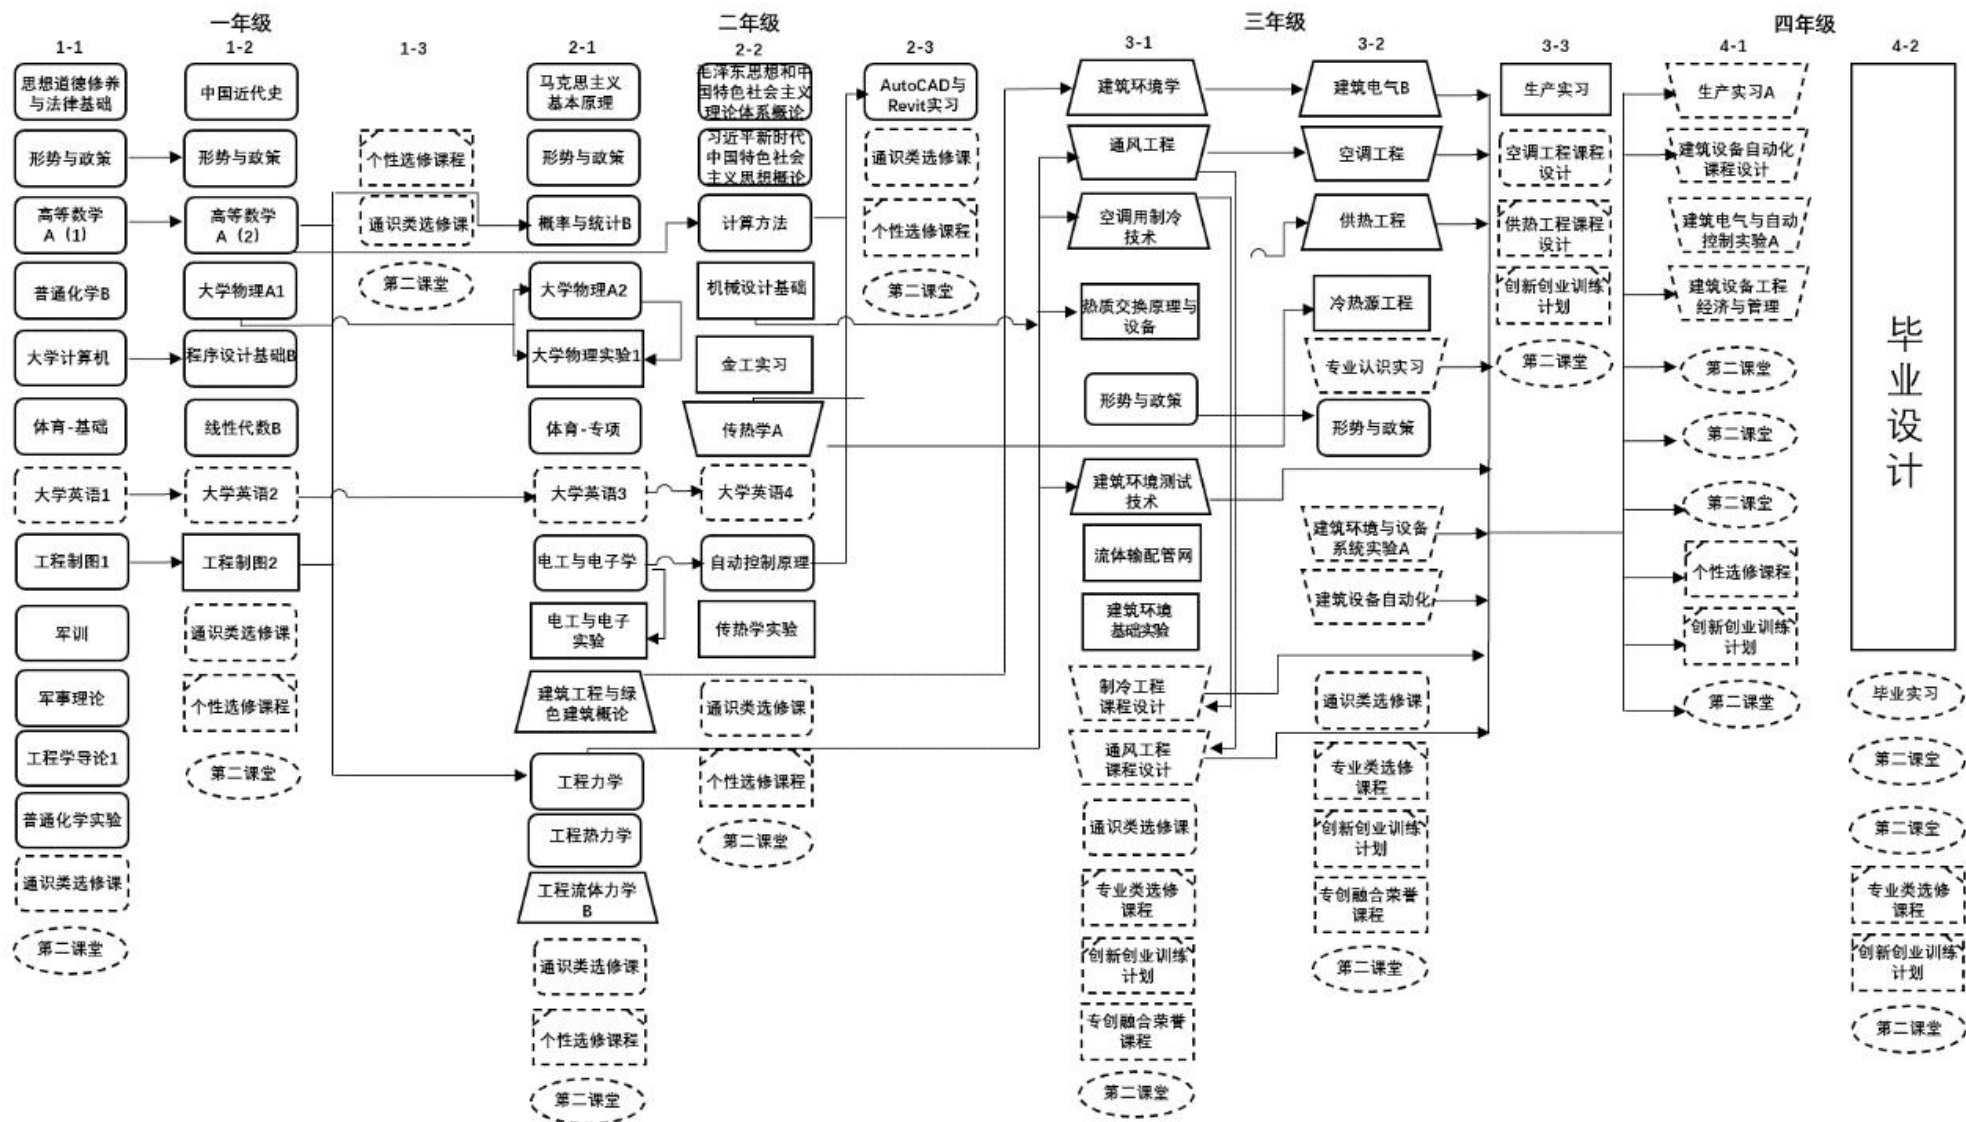 一年级
二年级
三年级
四年级
1-1
思想道德修养
与法律基础
形势与政策
高等数学
A（1）
普通化学B
大学计算机
体育-基础
大学英语1
工程制图1
军训
军事理论
工程学导论1
普通化学实验
通识类选修课
第二课堂
1-2
中国近代史
形势与政策
高等数学
A（2）
大学物理A1
程序设计基础B
线性代数B
大学英语2
工程制图2
通识类选修课
个性选修课程
第二课堂
1-3
个性选修课程
通识类选修课
第二课堂
2-1
马克思主义
基本原理
形势与政策
概率与统计B
大学物理A2
大学物理实验1
体育-专项
大学英语3
电工与电子学
电工与电子
实验
建筑工程与绿
色建筑概论
工程力学
工程热力学
工程流体力学
B
通识类选修课
个性选修课程
第二课堂
2-2
毛泽东思想和中
国特色社会主义
理论体系概论
习近平新时代
中国特色社会
主义思想概论
计算方法
机械设计基础
金工实习
传热学A
大学英语4
自动控制原理
传热学实验
通识类选修课
个性选修课程
第二课堂
2-3
AutoCAD与
Revit实习
通识类选修课
个性选修课程
第二课堂
3-1
建筑环境学
通风工程
空调用制冷
技术
热质交换原理与
设备
形势与政策
建筑环境测试
技术
流体输配管网
建筑环境
基础实验
制冷工程
课程设计
通风工程
课程设计
通识类选修课
专业类选修
课程
创新创业训练
计划
专创融合荣誉
课程
第二课堂
3-2
建筑电气B
空调工程
供热工程
冷热源工程
专业认识实习
形势与政策
建筑环境与设备
系统实验A
建筑设备自动化
通识类选修课
专业类选修
课程
创新创业训练
计划
专创融合荣誉
课程
第二课堂
3-3
生产实习
空调工程课程
设计
供热工程课程
设计
创新创业训练
计划
第二课堂
4-1
生产实习A
建筑设备自动化
课程设计
建筑电气与自动
控制实验A
建筑设备工程
经济与管理
第二课堂
第二课堂
第二课堂
个性选修课程
创新创业训练
计划
第二课堂
4-2
毕
业
设
计
毕业实习
第二课堂
第二课堂
专业类选修
课程
创新创业训练
计划
第二课堂